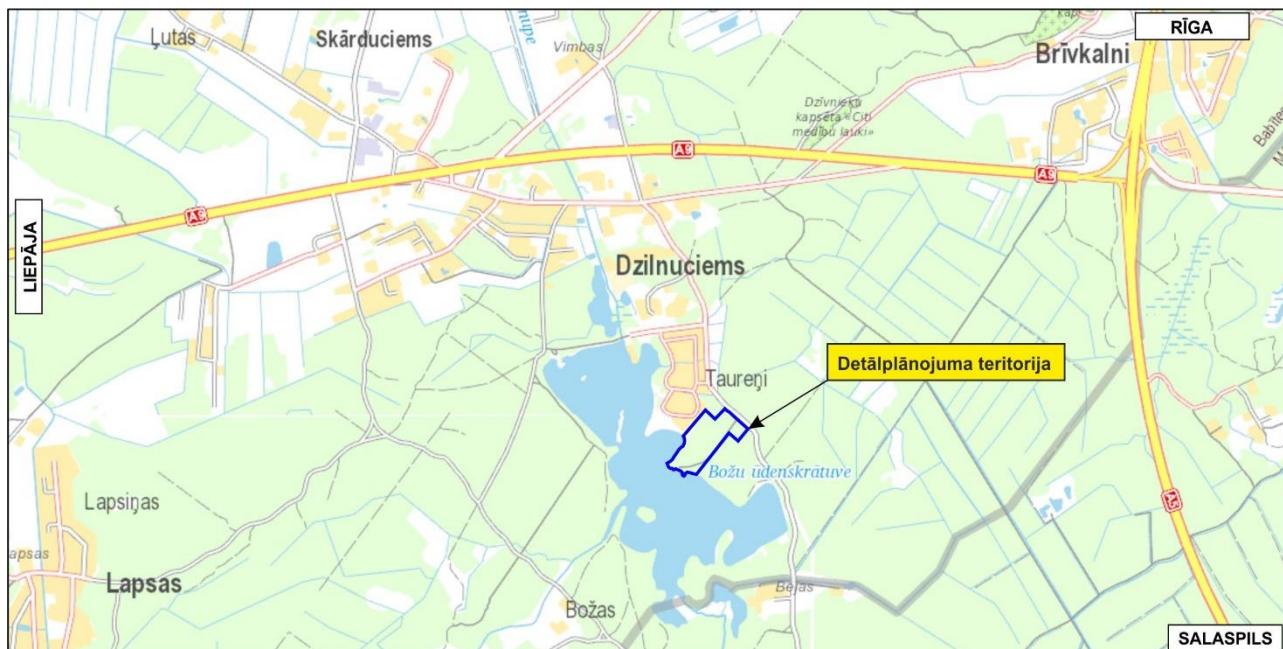 RĪGA
Ļutas
Skārduciems
Vimbas
Brīvkalni
Dzīvnieku
kapsēta «Citi
medību lauki»
A9
A9
A9
LIEPĀJA
Dzilnuciems
Detālplānojuma teritorija
Taureņi
Božu ūdenskrātuve
Lapsiņas
A5
Lapsas
Božas
SALASPILS